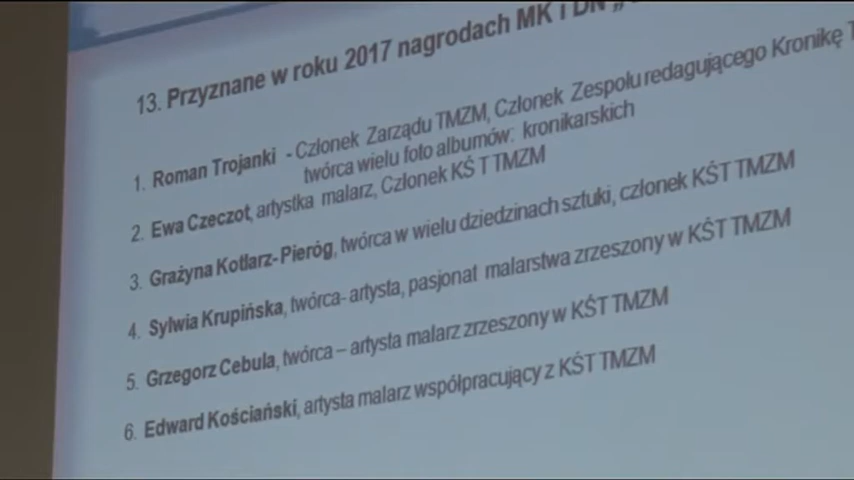 13. Przyznane w roku 2017 nagrodach MK i DN
1. Roman Trojanki - Członek Zarządu TMZM, Członek Zespołu redagującego Kronikę
twórca wielu foto albumów: kronikarskich
2. Ewa Czeczot, artystka malarz, Członek KŚ T TMZM
3. Grażyna Kotlarz-Pieróg, twórca w wielu dziedzinach sztuki, członek KŚT TMZM
4. Sylwia Krupińska, twórca- artysta, pasjonat malarstwa zrzeszony w KŚT TMZM
5. Grzegorz Cebula, twórca – artysta malarz zrzeszony w KŚT TMZM
6. Edward Kościański, artysta malarz współpracujący z KŚT TMZM